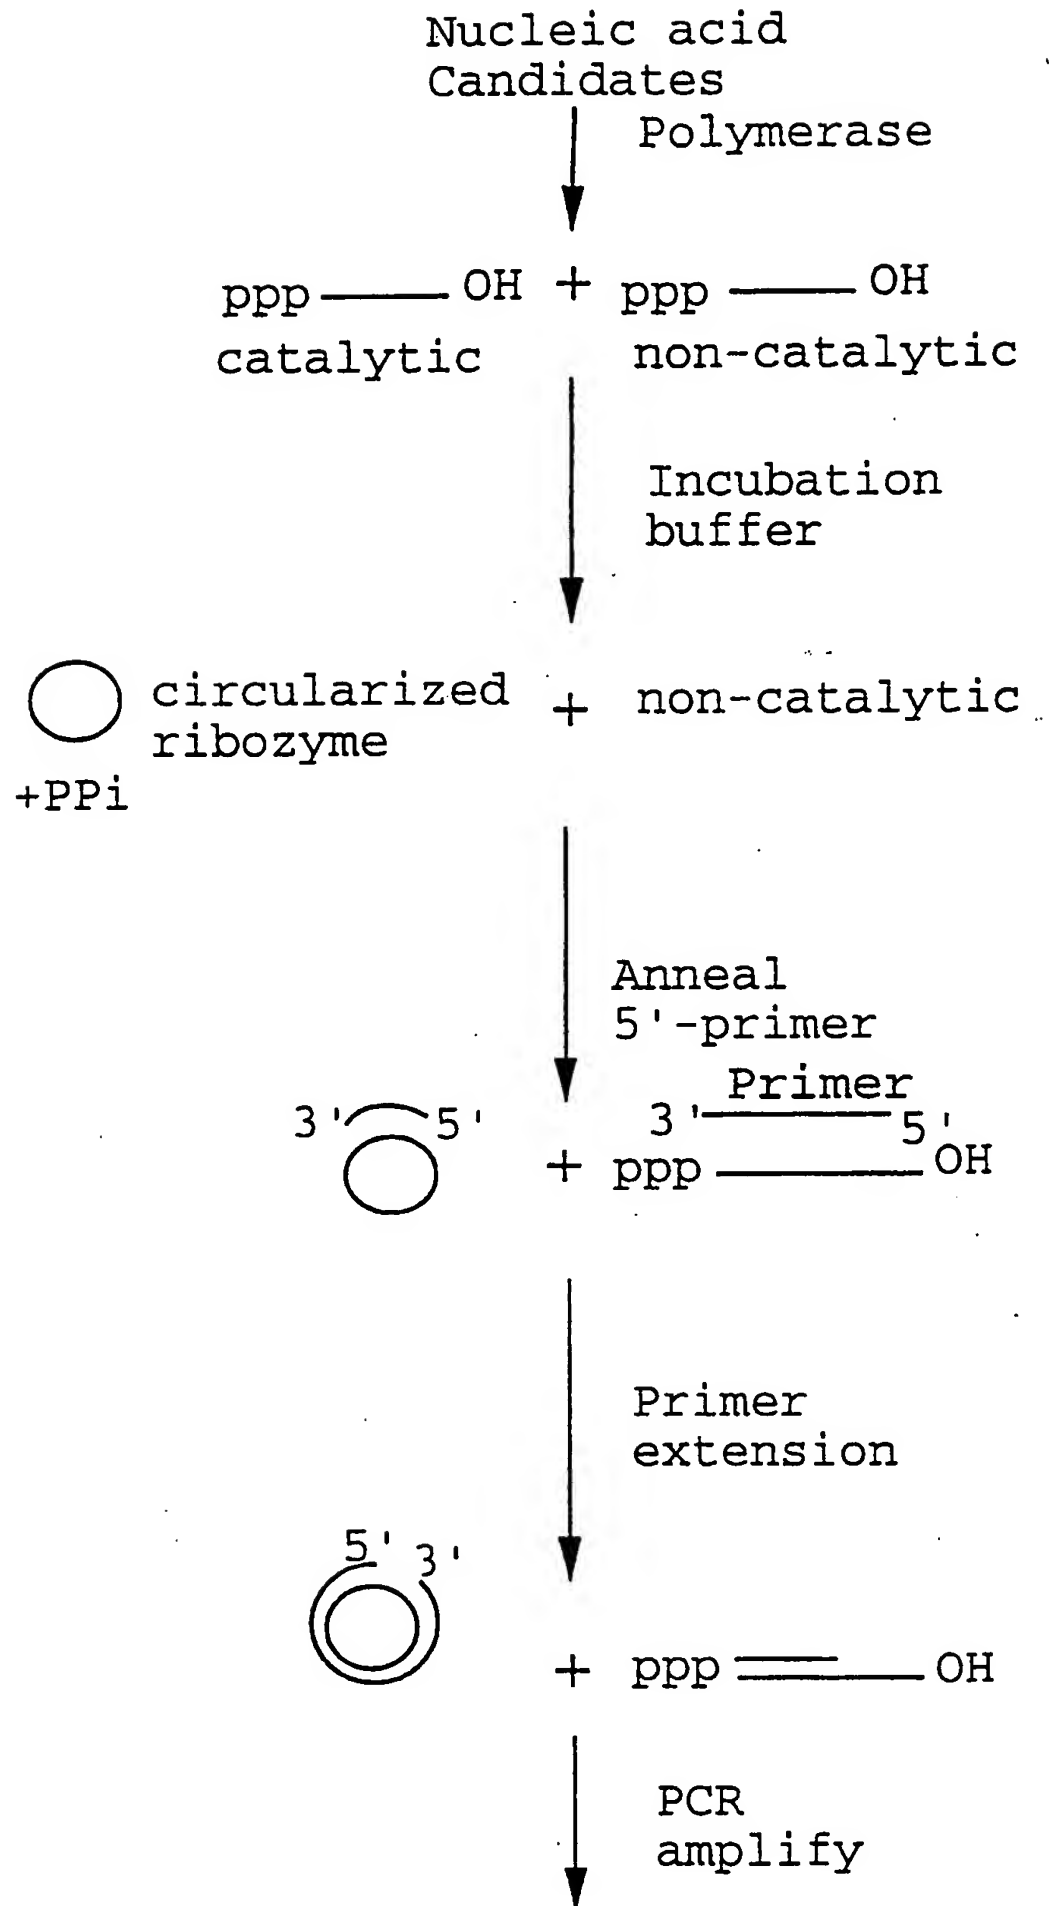 Nucleic acid
Candidates
Polymerase
ppp OH + ppp OH
catalytic non-catalytic
Incubation
buffer
circularized + non-catalytic
ribozyme
+PPi
Anneal
5'-primer
Primer
3' 5' 3' 5'
+ ppp OH
Primer
extension
5' 3'
+ ppp OH
PCR
amplify